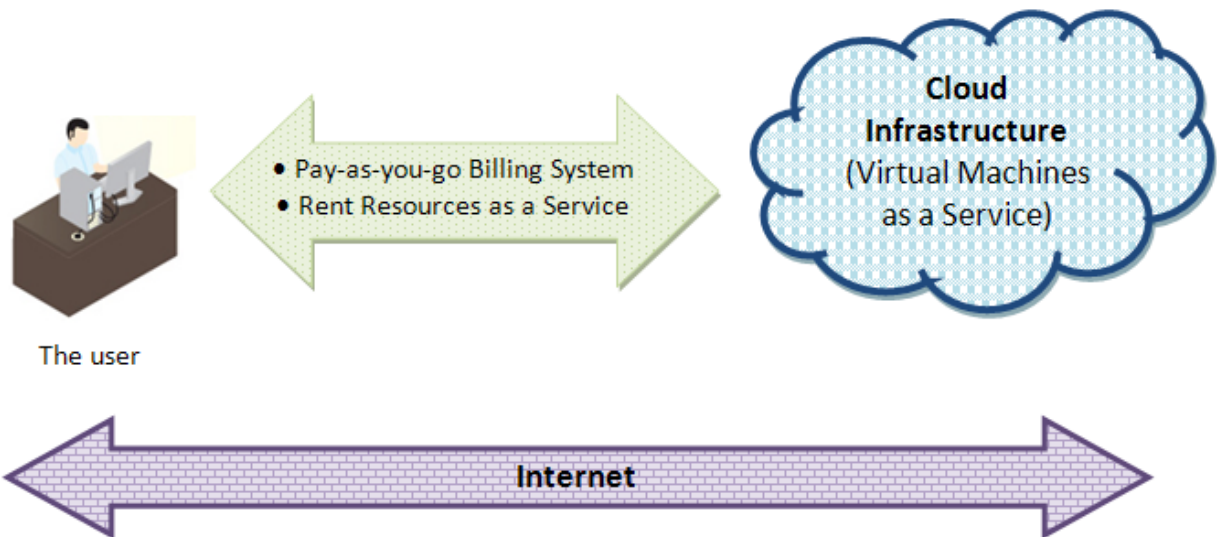 Cloud
Infrastructure
(Virtual Machines
as a Service)
• Pay-as-you-go Billing System
• Rent Resources as a Service
The user
Internet